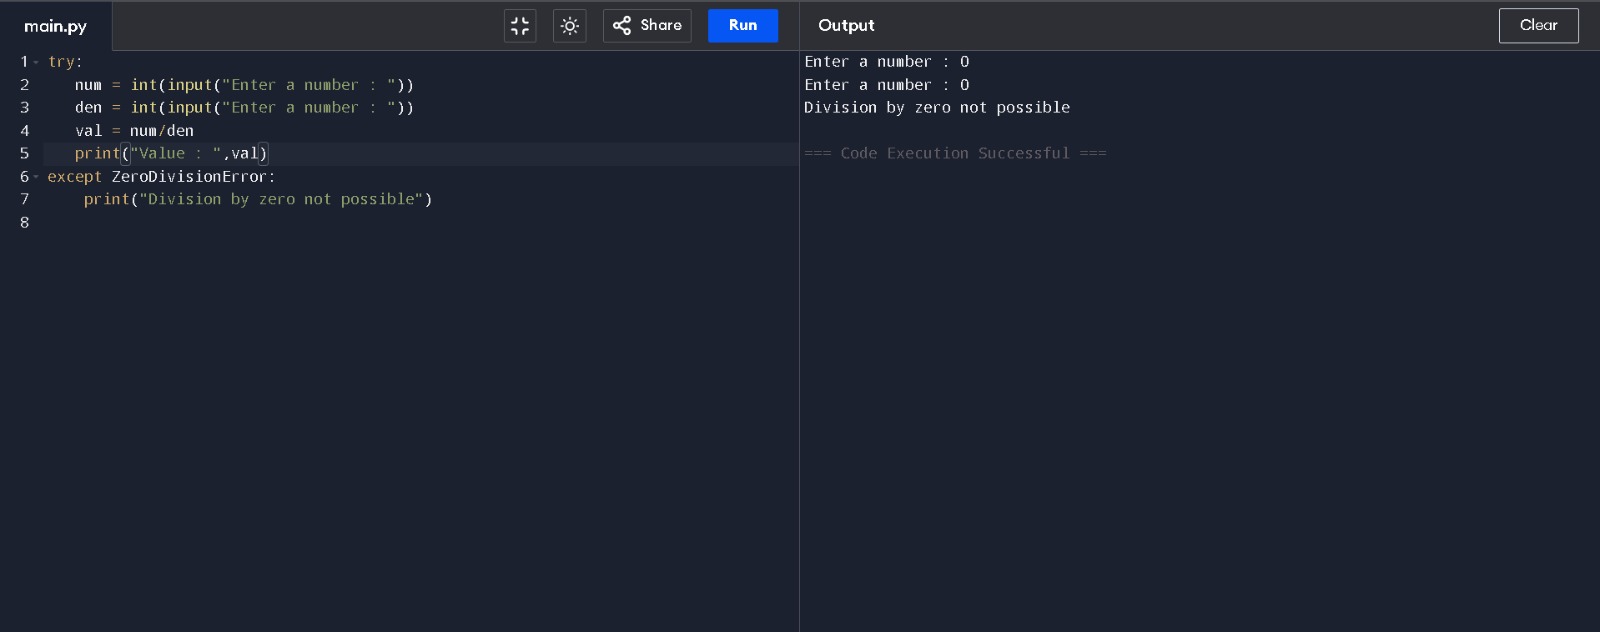 main.py
Share
Run
Output
Clear
1 try:
2    num = int(input("Enter a number : "))
3    den = int(input("Enter a number : "))
4    val = num/den
5    print("Value : ",val)
6 except ZeroDivisionError:
7     print("Division by zero not possible")
8
Enter a number : 0
Enter a number : 0
Division by zero not possible
=== Code Execution Successful ===